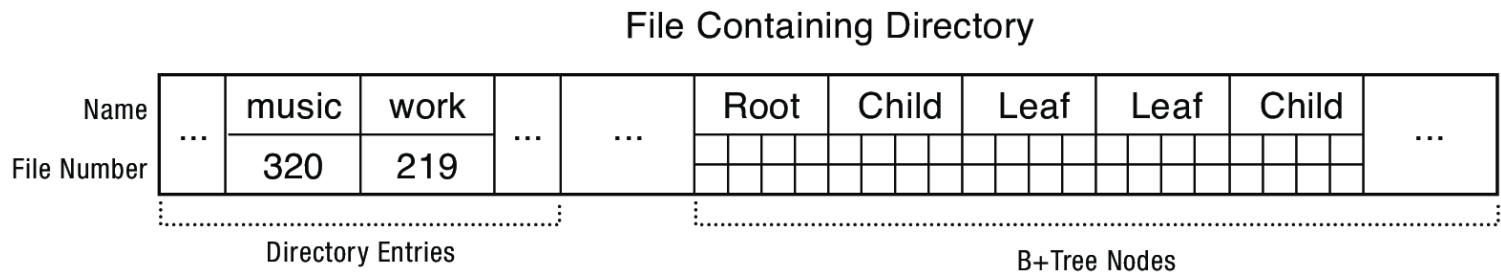 File Containing Directory
Name
music
work
Root
Child
Leaf
Leaf
Child
...
...
...
...
File Number
320
219
Directory Entries
B+Tree Nodes